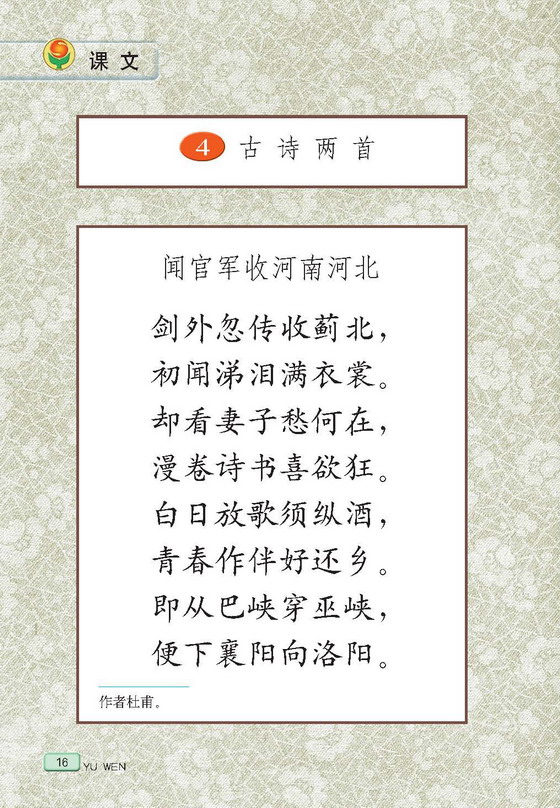 课文
4 古诗两首
闻官军收河南河北
剑外忽传收蓟北，
初闻涕泪满衣裳。
却看妻子愁何在，
漫卷诗书喜欲狂。
白日放歌须纵酒，
青春作伴好还乡。
即从巴峡穿巫峡，
便下襄阳向洛阳。
作者杜甫。
16 YU WEN